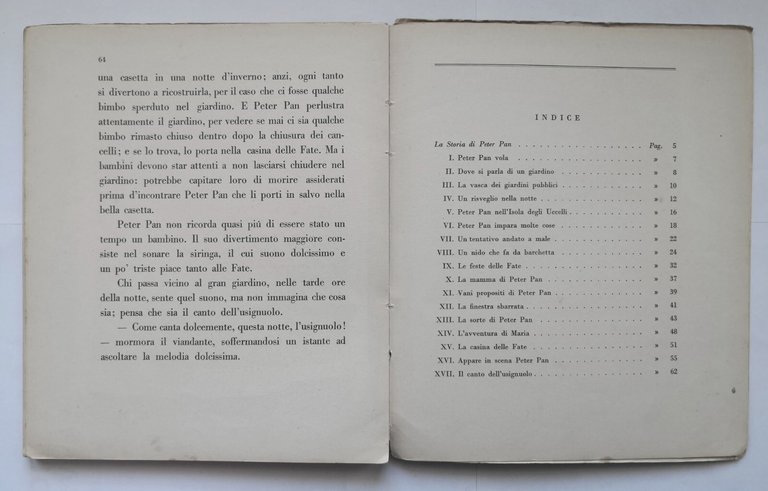 64
una casetta in una notte d'inverno; anzi, ogni tanto
si divertono a ricostruirla, per il caso che ci fosse qualche
bimbo sperduto nel giardino. E Peter Pan perlustra
attentamente il giardino, per vedere se mai ci sia qualche
bimbo rimasto chiuso dentro dopo la chiusura dei can-
celli; e se lo trova, lo porta nella casina delle Fate. Ma i
bambini devono star attenti a non lasciarsi chiudere nel
giardino: potrebbe capitare loro di morire assiderati
prima d'incontrare Peter Pan che li porti in salvo nella
bella casetta.
Peter Pan non ricorda quasi piú di essere stato un
tempo un bambino. Il suo divertimento maggiore con-
siste nel sonare la siringa, il cui suono dolcissimo e
un po' triste piace tanto alle Fate.
Chi passa vicino al gran giardino, nelle tarde ore
della notte, sente quel suono, ma non immagina che cosa
sia; pensa che sia il canto dell'usignuolo.
— Come canta dolcemente, questa notte, l'usignuolo!
— mormora il viandante, soffermandosi un istante ad
ascoltare la melodia dolcissima.
INDICE
La Storia di Peter Pan . . . . . . . . . . . . . . . . Pag. 5
I. Peter Pan vola . . . . . . . . . . . . . . . . » 7
II. Dove si parla di un giardino . . . . . . . . . . . » 8
III. La vasca dei giardini pubblici . . . . . . . . . . . » 10
IV. Un risveglio nella notte . . . . . . . . . . . . . » 12
V. Peter Pan nell'Isola degli Uccelli . . . . . . . . . . » 16
VI. Peter Pan impara molte cose . . . . . . . . . . . » 18
VII. Un tentativo andato a male . . . . . . . . . . . » 22
VIII. Un nido che fa da barchetta . . . . . . . . . . . » 24
IX. Le feste delle Fate . . . . . . . . . . . . . . . » 32
X. La mamma di Peter Pan . . . . . . . . . . . . . » 37
XI. Vani propositi di Peter Pan . . . . . . . . . . . . » 39
XII. La finestra sbarrata . . . . . . . . . . . . . . » 41
XIII. La sorte di Peter Pan . . . . . . . . . . . . . . » 43
XIV. L'avventura di Maria . . . . . . . . . . . . . . » 48
XV. La casina delle Fate . . . . . . . . . . . . . . » 51
XVI. Appare in scena Peter Pan . . . . . . . . . . . . » 55
XVII. Il canto dell'usignuolo . . . . . . . . . . . . . . » 62
6